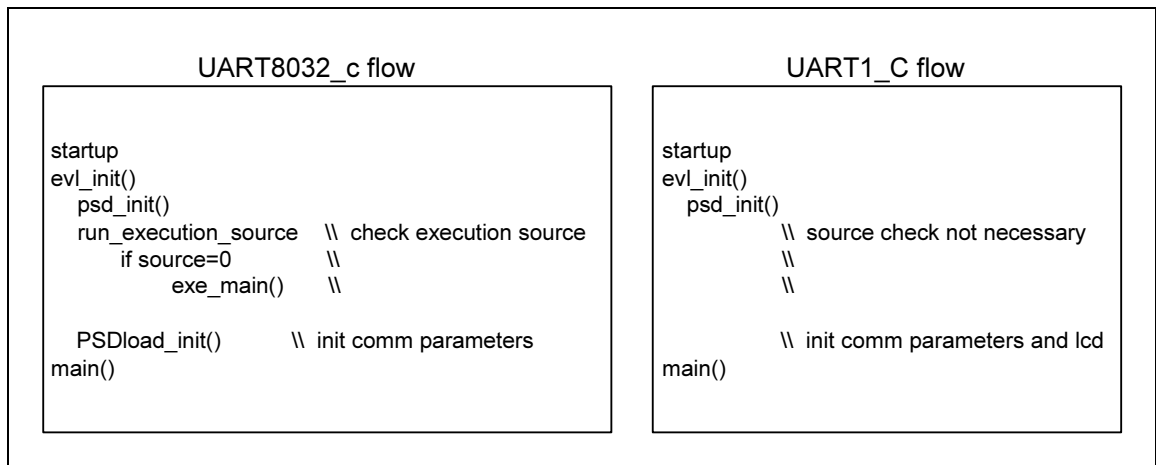 UART8032_c flow
startup
evl_init()
psd_init()
run_execution_source \\ check execution source
if source=0 \\
exe_main() \\
PSDload_init() \\ init comm parameters
main()
UART1_C flow
startup
evl_init()
psd_init()
\\ source check not necessary
\\
\\
\\ init comm parameters and lcd
main()